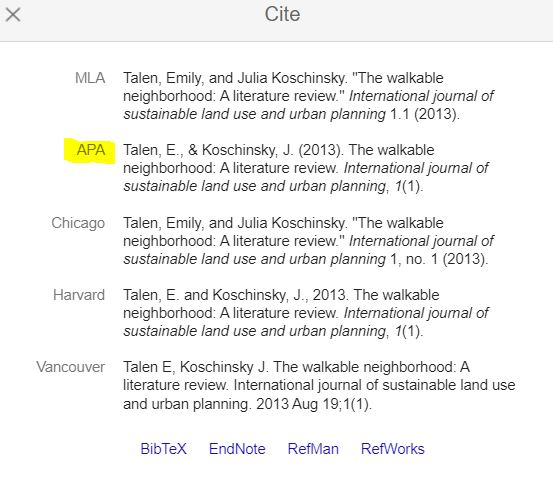 Cite
MLA Talen, Emily, and Julia Koschinsky. "The walkable
neighborhood: A literature review." International journal of
sustainable land use and urban planning 1.1 (2013).
APA Talen, E., & Koschinsky, J. (2013). The walkable
neighborhood: A literature review. International journal of
sustainable land use and urban planning, 1(1).
Chicago Talen, Emily, and Julia Koschinsky. "The walkable
neighborhood: A literature review." International journal of
sustainable land use and urban planning 1, no. 1 (2013).
Harvard Talen, E. and Koschinsky, J., 2013. The walkable
neighborhood: A literature review. International journal of
sustainable land use and urban planning, 1(1).
Vancouver Talen E, Koschinsky J. The walkable neighborhood: A
literature review. International journal of sustainable land use
and urban planning. 2013 Aug 19;1(1).
BibTeX EndNote RefMan RefWorks